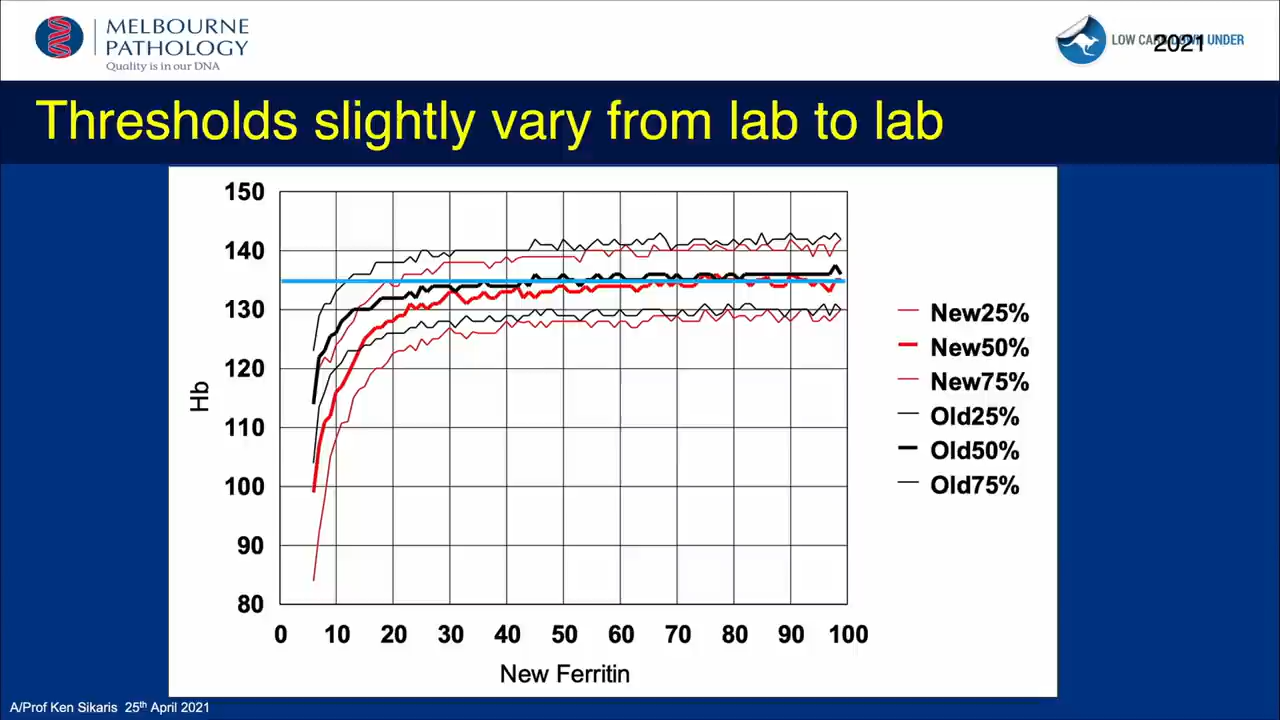 MELBOURNE
PATHOLOGY
Quality is in our DNA
LOW CARB DOWN UNDER
2021
Thresholds slightly vary from lab to lab
150
140
130
120
110
100
90
80
Hb
0 10 20 30 40 50 60 70 80 90 100
New Ferritin
New25%
New50%
New75%
Old25%
Old50%
Old75%
A/Prof Ken Sikaris 25th April 2021